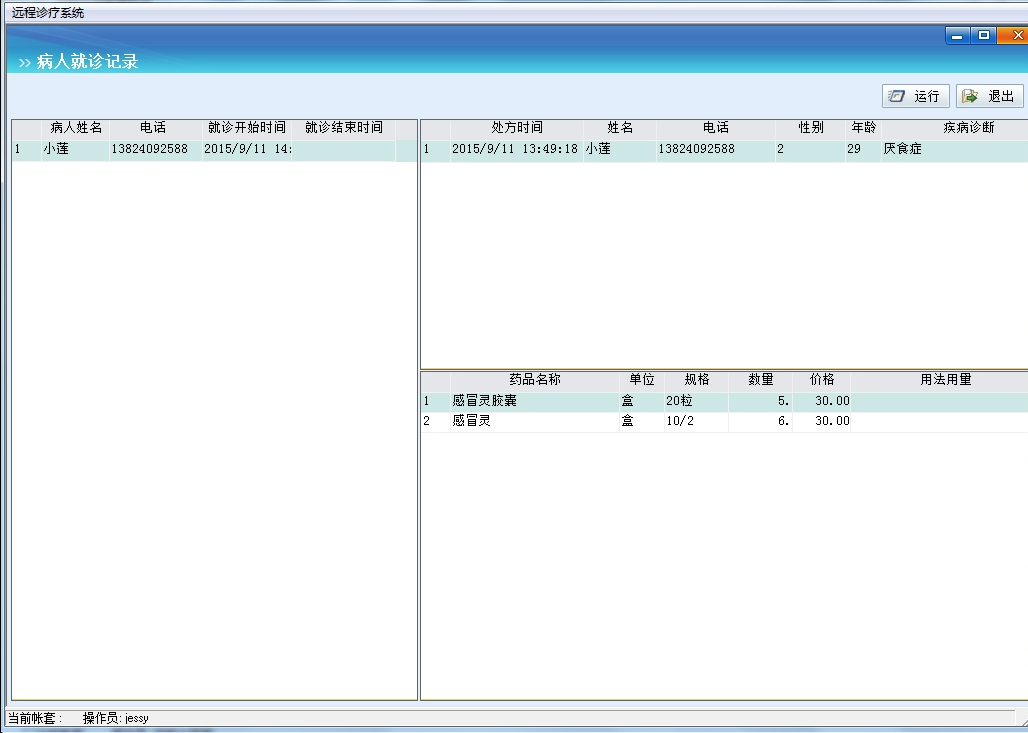 远程诊疗系统
>> 病人就诊记录
运行 退出
病人姓名 电话 就诊开始时间 就诊结束时间
1 小莲 13824092588 2015/9/11 14:
处方时间 姓名 电话 性别 年龄 疾病诊断
1 2015/9/11 13:49:18 小莲 13824092588 2 29 厌食症
药品名称 单位 规格 数量 价格 用法用量
1 感冒灵胶囊 盒 20粒 5. 30.00
2 感冒灵 盒 10/2 6. 30.00
当前帐套: 操作员: jessy